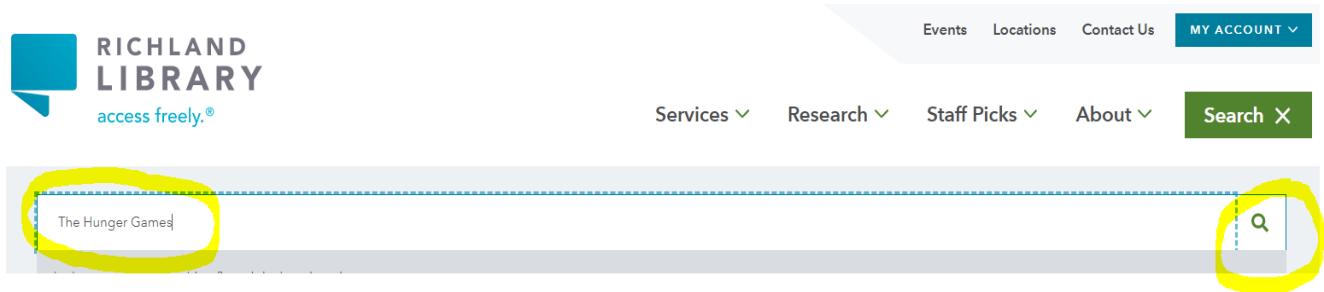 Events Locations Contact Us MY ACCOUNT
RICHLAND
LIBRARY
access freely.®
Services Research Staff Picks About Search X
The Hunger Games